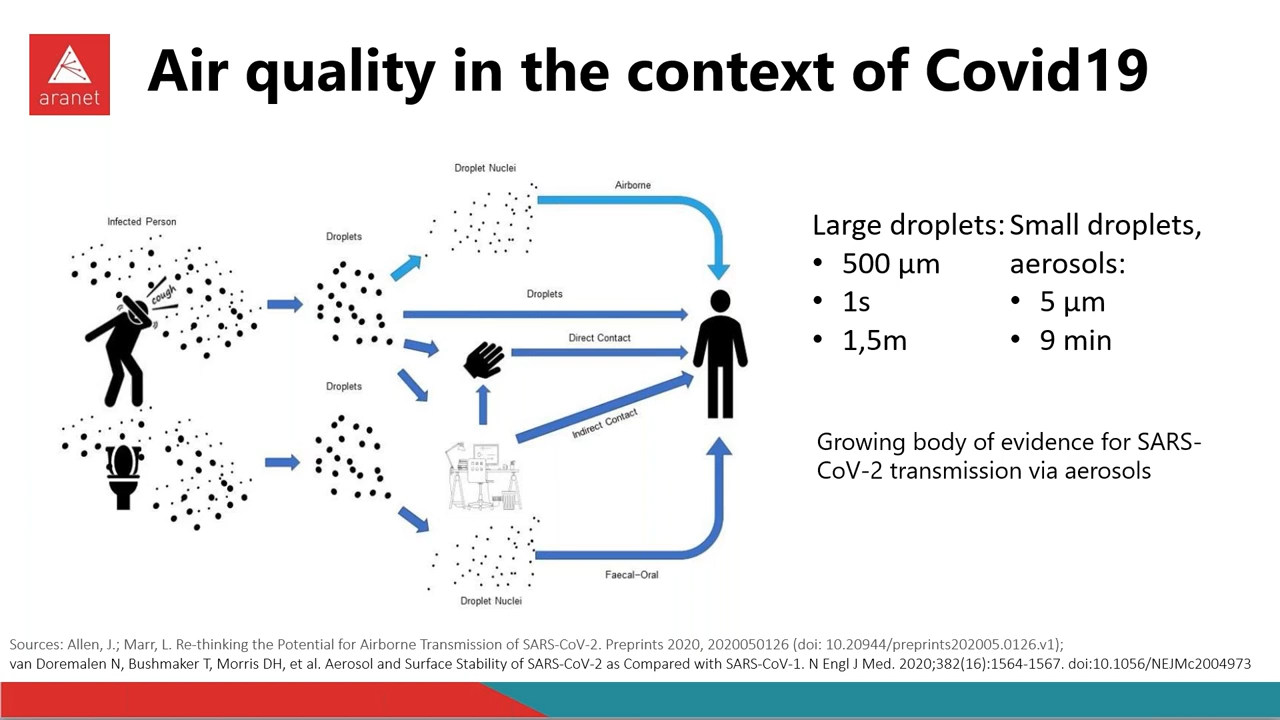 aranet
Air quality in the context of Covid19
Droplet Nuclei
Airborne
Infected Person
Droplets
cough
Droplets
Direct Contact
Droplets
Indirect Contact
Faecal-Oral
Droplet Nuclei
Large droplets:
• 500 µm
• 1s
• 1,5m
Small droplets,
aerosols:
• 5 µm
• 9 min
Growing body of evidence for SARS-
CoV-2 transmission via aerosols
Sources: Allen, J.; Marr, L. Re-thinking the Potential for Airborne Transmission of SARS-CoV-2. Preprints 2020, 2020050126 (doi: 10.20944/preprints202005.0126.v1);
van Doremalen N, Bushmaker T, Morris DH, et al. Aerosol and Surface Stability of SARS-CoV-2 as Compared with SARS-CoV-1. N Engl J Med. 2020;382(16):1564-1567. doi:10.1056/NEJMc2004973